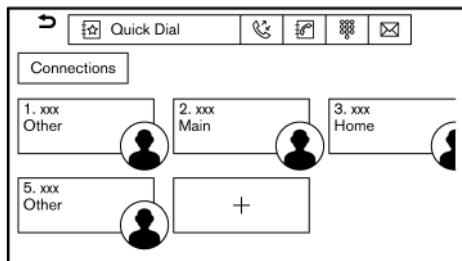 Quick Dial
Connections
1. xxx
Other
2. xxx
Main
3. xxx
Home
5. xxx
Other
+